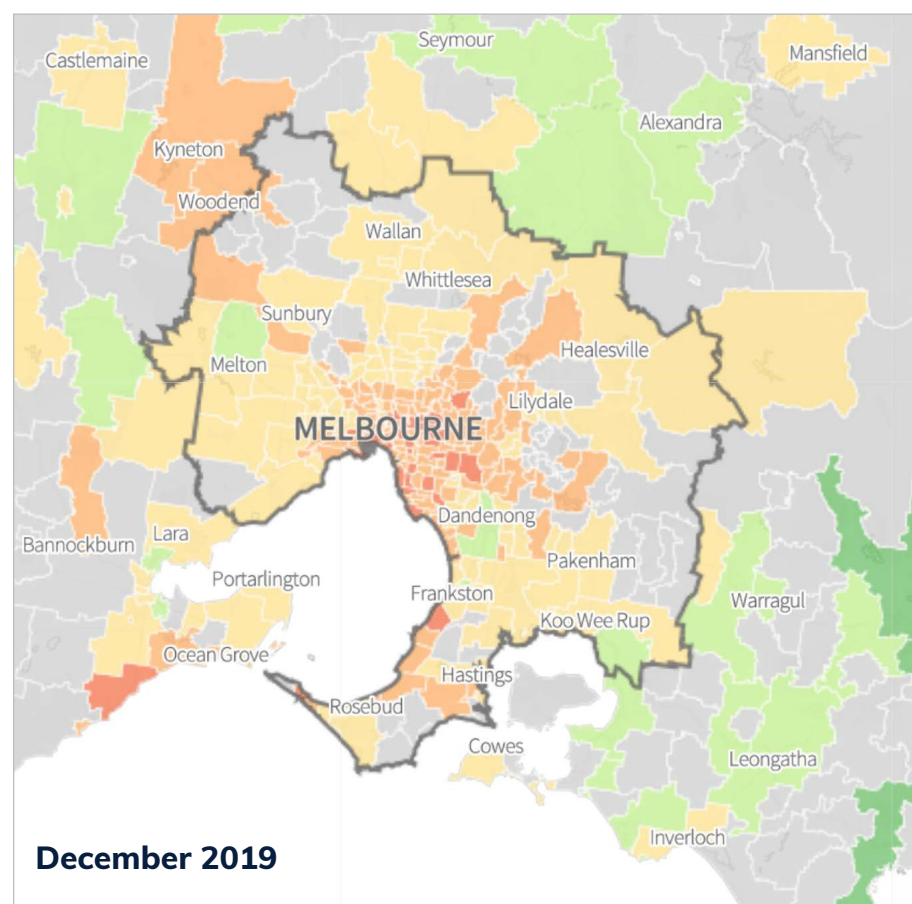 Seymour
Castlemaine
Mansfield
Alexandra
Kyneton
Woodend
Wallan
Whittlesea
Sunbury
Healesville
Melton
Lilydale
MELBOURNE
Dandenong
Lara
Bannockburn
Pakenham
Portarlington
Frankston
Warragul
Koo Wee Rup
Ocean Grove
Hastings
Rosebud
Cowes
Leongatha
Inverloch
December 2019